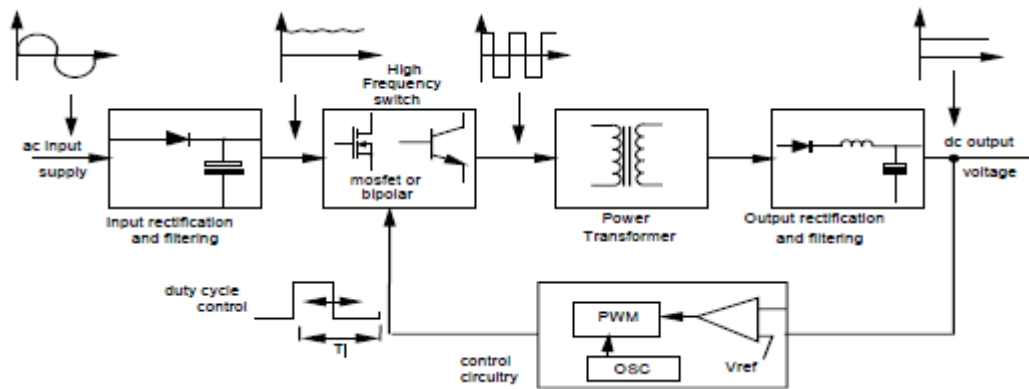 High
Frequency
switch
ac input
supply
mosfet or
bipolar
dc output
voltage
Input rectification
and filtering
Power
Transformer
Output rectification
and filtering
duty cycle
control
T
PWM
OSC
Vref
control
circuitry